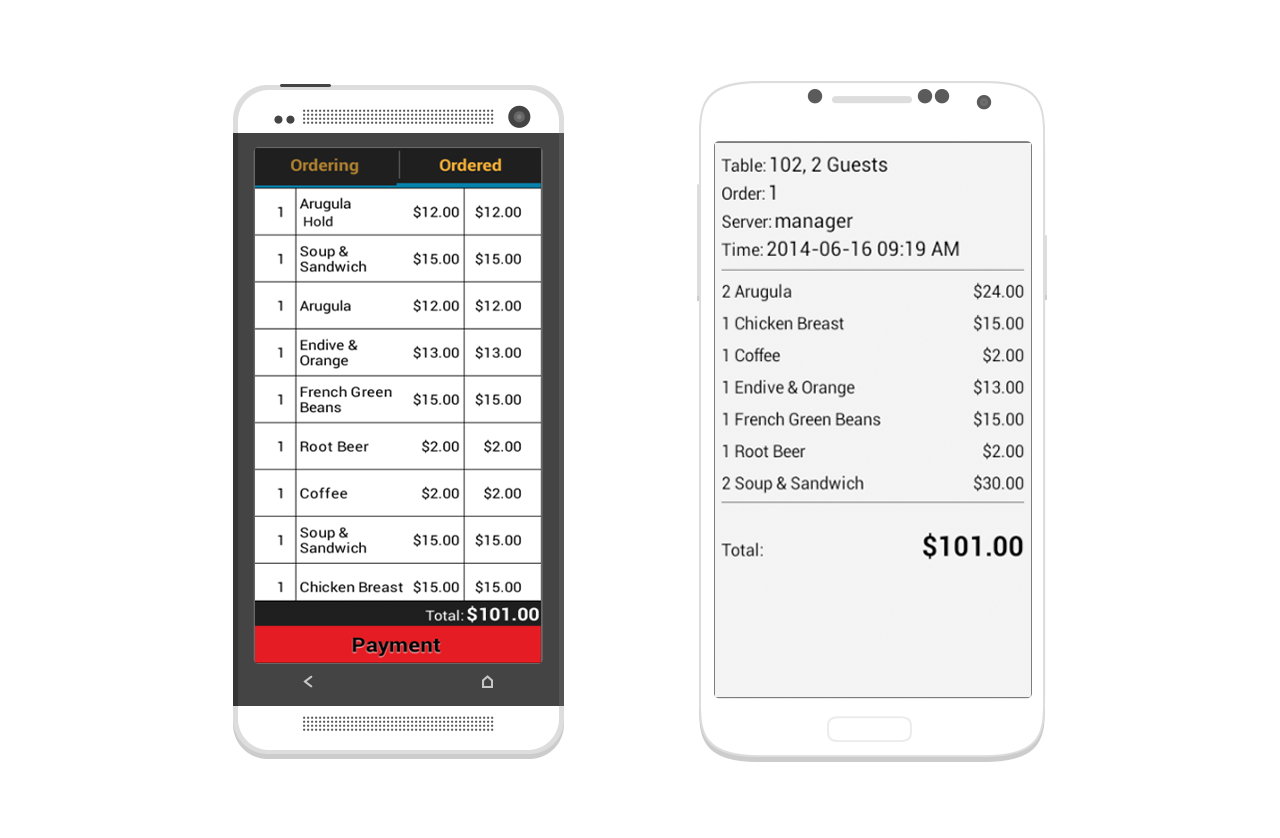 Ordering Ordered
1 Arugula $12.00 $12.00
Hold
1 Soup & $15.00 $15.00
Sandwich
1 Arugula $12.00 $12.00
1 Endive & $13.00 $13.00
Orange
1 French Green $15.00 $15.00
Beans
1 Root Beer $2.00 $2.00
1 Coffee $2.00 $2.00
1 Soup & $15.00 $15.00
Sandwich
1 Chicken Breast $15.00 $15.00
Total: $101.00
Payment
Table: 102, 2 Guests
Order: 1
Server: manager
Time: 2014-06-16 09:19 AM
2 Arugula $24.00
1 Chicken Breast $15.00
1 Coffee $2.00
1 Endive & Orange $13.00
1 French Green Beans $15.00
1 Root Beer $2.00
2 Soup & Sandwich $30.00
Total: $101.00